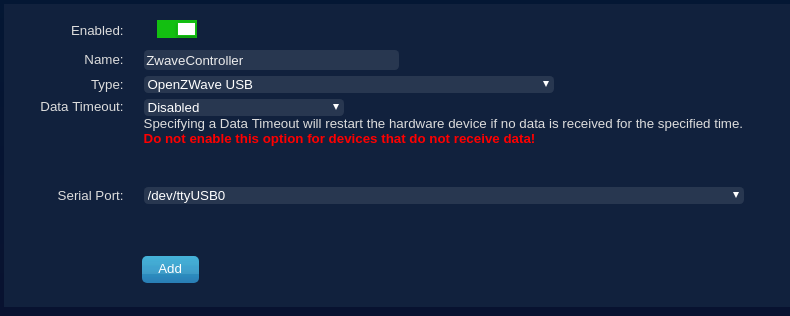 Enabled:
Name: ZwaveController
Type: OpenZWave USB
Data Timeout: Disabled
Specifying a Data Timeout will restart the hardware device if no data is received for the specified time.
Do not enable this option for devices that do not receive data!
Serial Port: /dev/ttyUSB0
Add